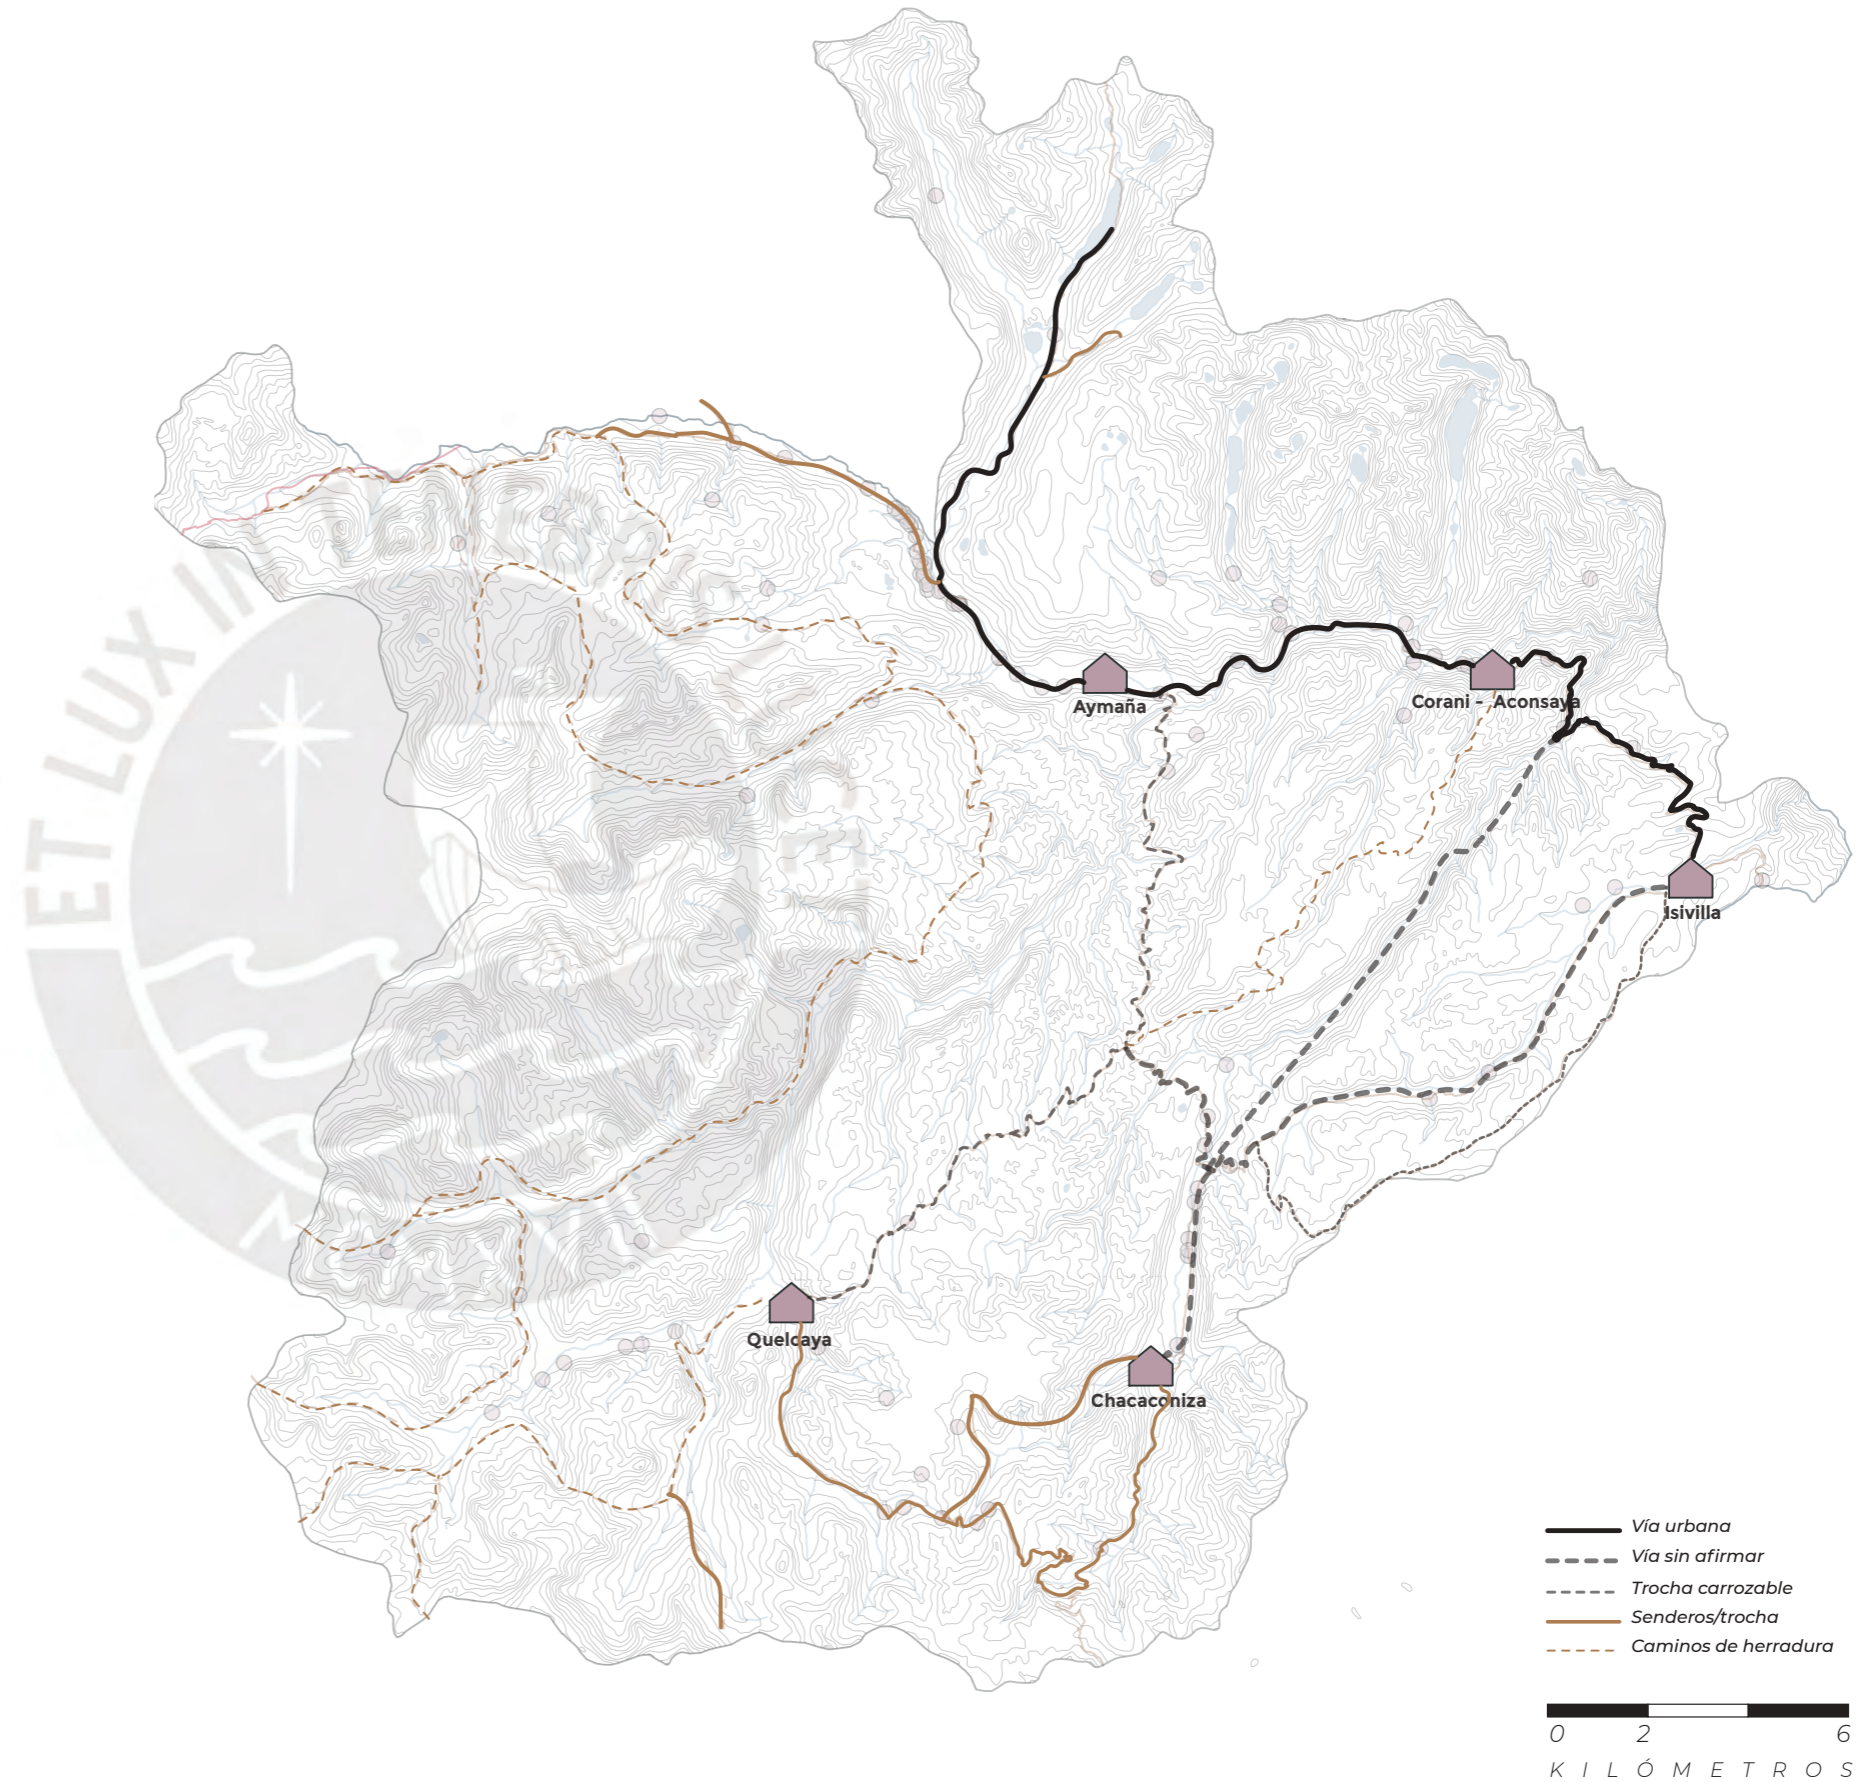 ET LUX IN TENEBRIS
Aymaña
Corani - Aconsaya
Isivilla
Quelcaya
Chacaconiza
Vía urbana
Vía sin afirmar
Trocha carrozable
Senderos/trocha
Caminos de herradura
0 2 6
KILÓMETROS